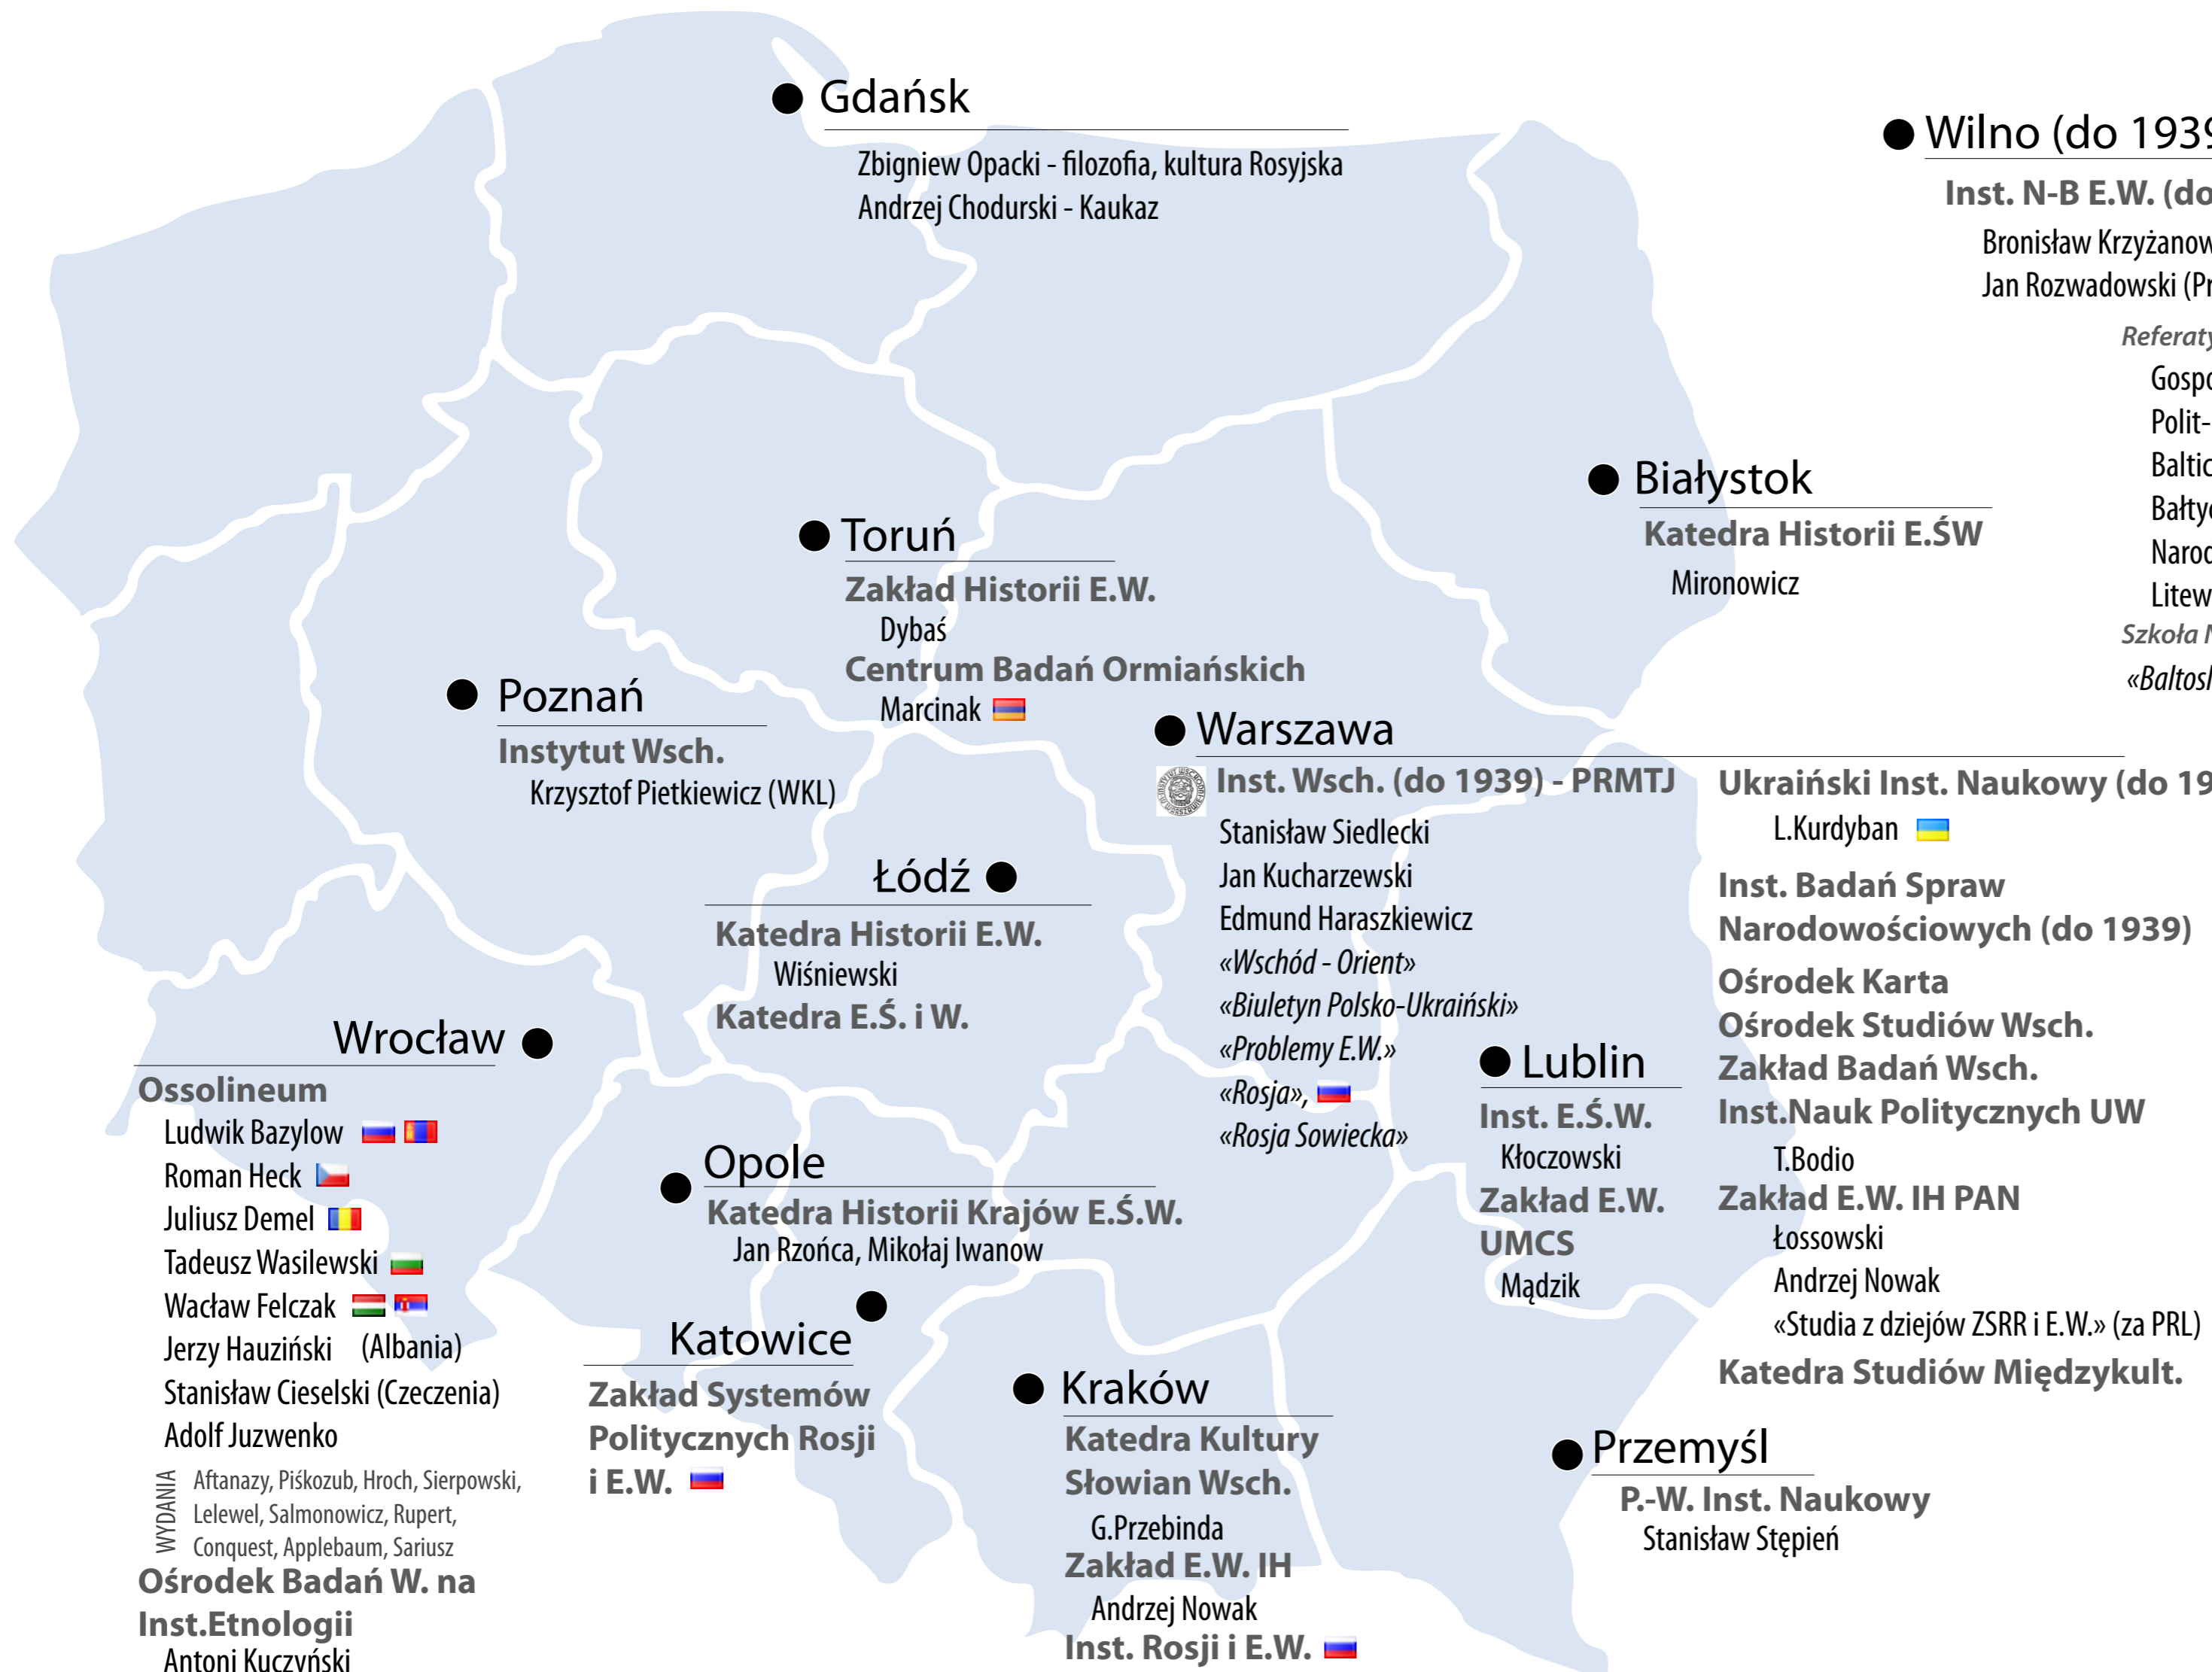 Gdańsk
Zbigniew Opacki - filozofia, kultura Rosyjska
Andrzej Chodurski - Kaukaz
Wilno (do 1939
Inst. N-B E.W. (do
Bronisław Krzyżanow
Jan Rozwadowski (Pr
Referaty
Gospo
Polit-
Baltic
Bałtyc
Narod
Litew
Szkoła
«Baltosl
Białystok
Katedra Historii E.ŚW
Mironowicz
Toruń
Zakład Historii E.W.
Dybaś
Centrum Badań Ormiańskich
Marcinak
Poznań
Instytut Wsch.
Krzysztof Pietkiewicz (WKL)
Warszawa
Inst. Wsch. (do 1939) - PRMTJ
Stanisław Siedlecki
Jan Kucharzewski
Edmund Haraszkiewicz
«Wschód - Orient»
«Biuletyn Polsko-Ukraiński»
«Problemy E.W.»
«Rosja»,
«Rosja Sowiecka»
Ukraiński Inst. Naukowy (do 19
L.Kurdyban
Inst. Badań Spraw
Narodowościowych (do 1939)
Ośrodek Karta
Ośrodek Studiów Wsch.
Zakład Badań Wsch.
Inst.Nauk Politycznych UW
T.Bodio
Zakład E.W. IH PAN
Łossowski
Andrzej Nowak
«Studia z dziejów ZSRR i E.W.» (za PRL)
Katedra Studiów Międzykult.
Łódź
Katedra Historii E.W.
Wiśniewski
Katedra E.Ś. i W.
Wrocław
Ossolineum
Ludwik Bazylow
Roman Heck
Juliusz Demel
Tadeusz Wasilewski
Wacław Felczak
Jerzy Hauziński (Albania)
Stanisław Cieselski (Czeczenia)
Adolf Juzwenko
WYDANIA
Aftanazy, Piśkozub, Hroch, Sierpowski,
Lelewel, Salmonowicz, Rupert,
Conquest, Applebaum, Sariusz
Ośrodek Badań W. na
Inst.Etnologii
Antoni Kuczyński
Opole
Katedra Historii Krajów E.Ś.W.
Jan Rzońca, Mikołaj Iwanow
Katowice
Zakład Systemów
Politycznych Rosji
i E.W.
Lublin
Inst. E.Ś.W.
Kłoczowski
Zakład E.W.
UMCS
Mądzik
Kraków
Katedra Kultury
Słowian Wsch.
G.Przebinda
Zakład E.W. IH
Andrzej Nowak
Inst. Rosji i E.W.
Przemyśl
P.-W. Inst. Naukowy
Stanisław Stępień